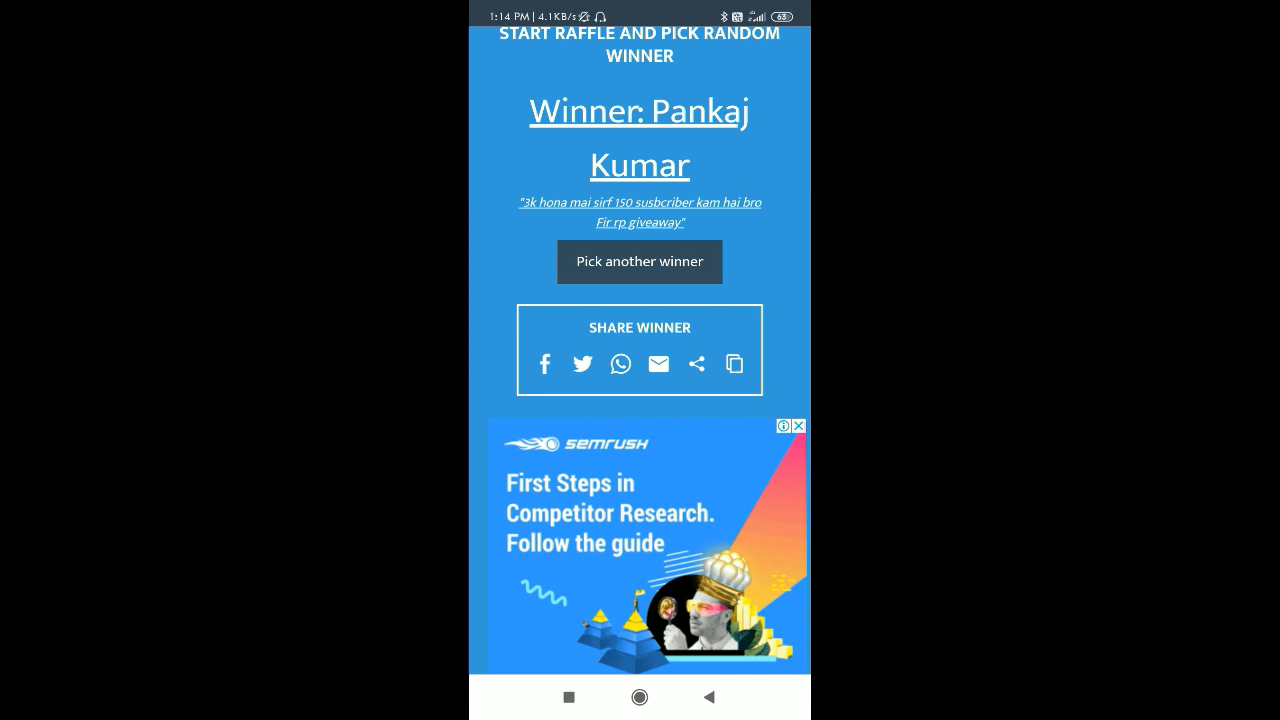 1:14 PM | 4.1KB/s
63
START RAFFLE AND PICK RANDOM
WINNER
Winner: Pankaj
Kumar
"3k hona mai sirf 150 susbcriber kam hai bro
Fir rp giveaway"
Pick another winner
SHARE WINNER
SEMRUSH
First Steps in
Competitor Research.
Follow the guide